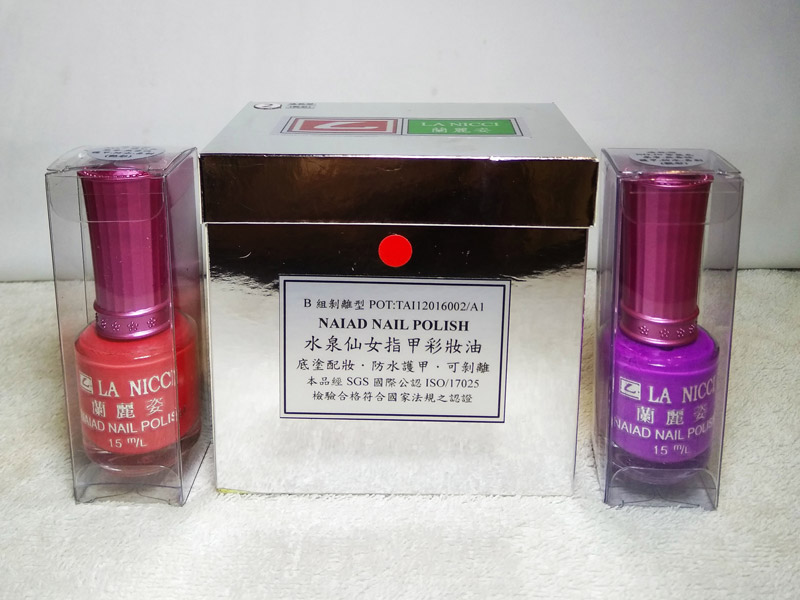 2
LA NICCI
蘭麗姿
B 組剝離型 POT:TAI12016002/A1
NAIAD NAIL POLISH
水泉仙女指甲彩妝油
底塗配妝·防水護甲·可剝離
本品經 SGS 國際公認 ISO/17025
檢驗合格符合國家法規之認證
LA NICCI
蘭麗姿
NAIAD NAIL POLIS
15 m/L
LA NICCI
蘭麗姿
NAIAD NAIL POLIS
15 m/L